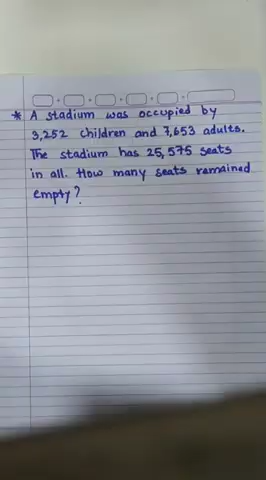 * A stadium was occupied by
3,252 children and 7,653 adults.
The stadium has 25,575 seats
in all. How many seats remained
empty?